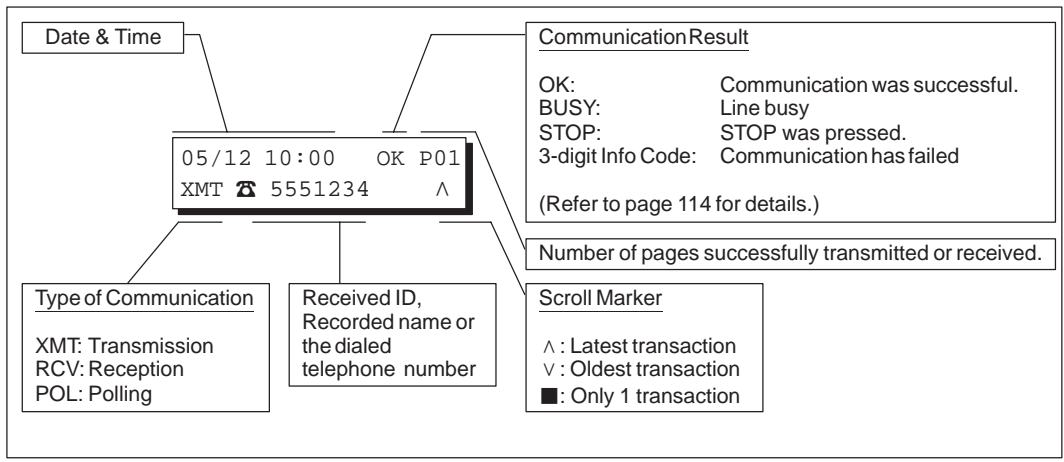 Date & Time
Communication Result
OK: Communication was successful.
BUSY: Line busy
STOP: STOP was pressed.
3-digit Info Code: Communication has failed
(Refer to page 114 for details.)
05/12 10:00 OK P01
XMT ☎ 5551234 ∧
Number of pages successfully transmitted or received.
Type of Communication
XMT: Transmission
RCV: Reception
POL: Polling
Received ID,
Recorded name or
the dialed
telephone number
Scroll Marker
∧ : Latest transaction
∨ : Oldest transaction
■ : Only 1 transaction